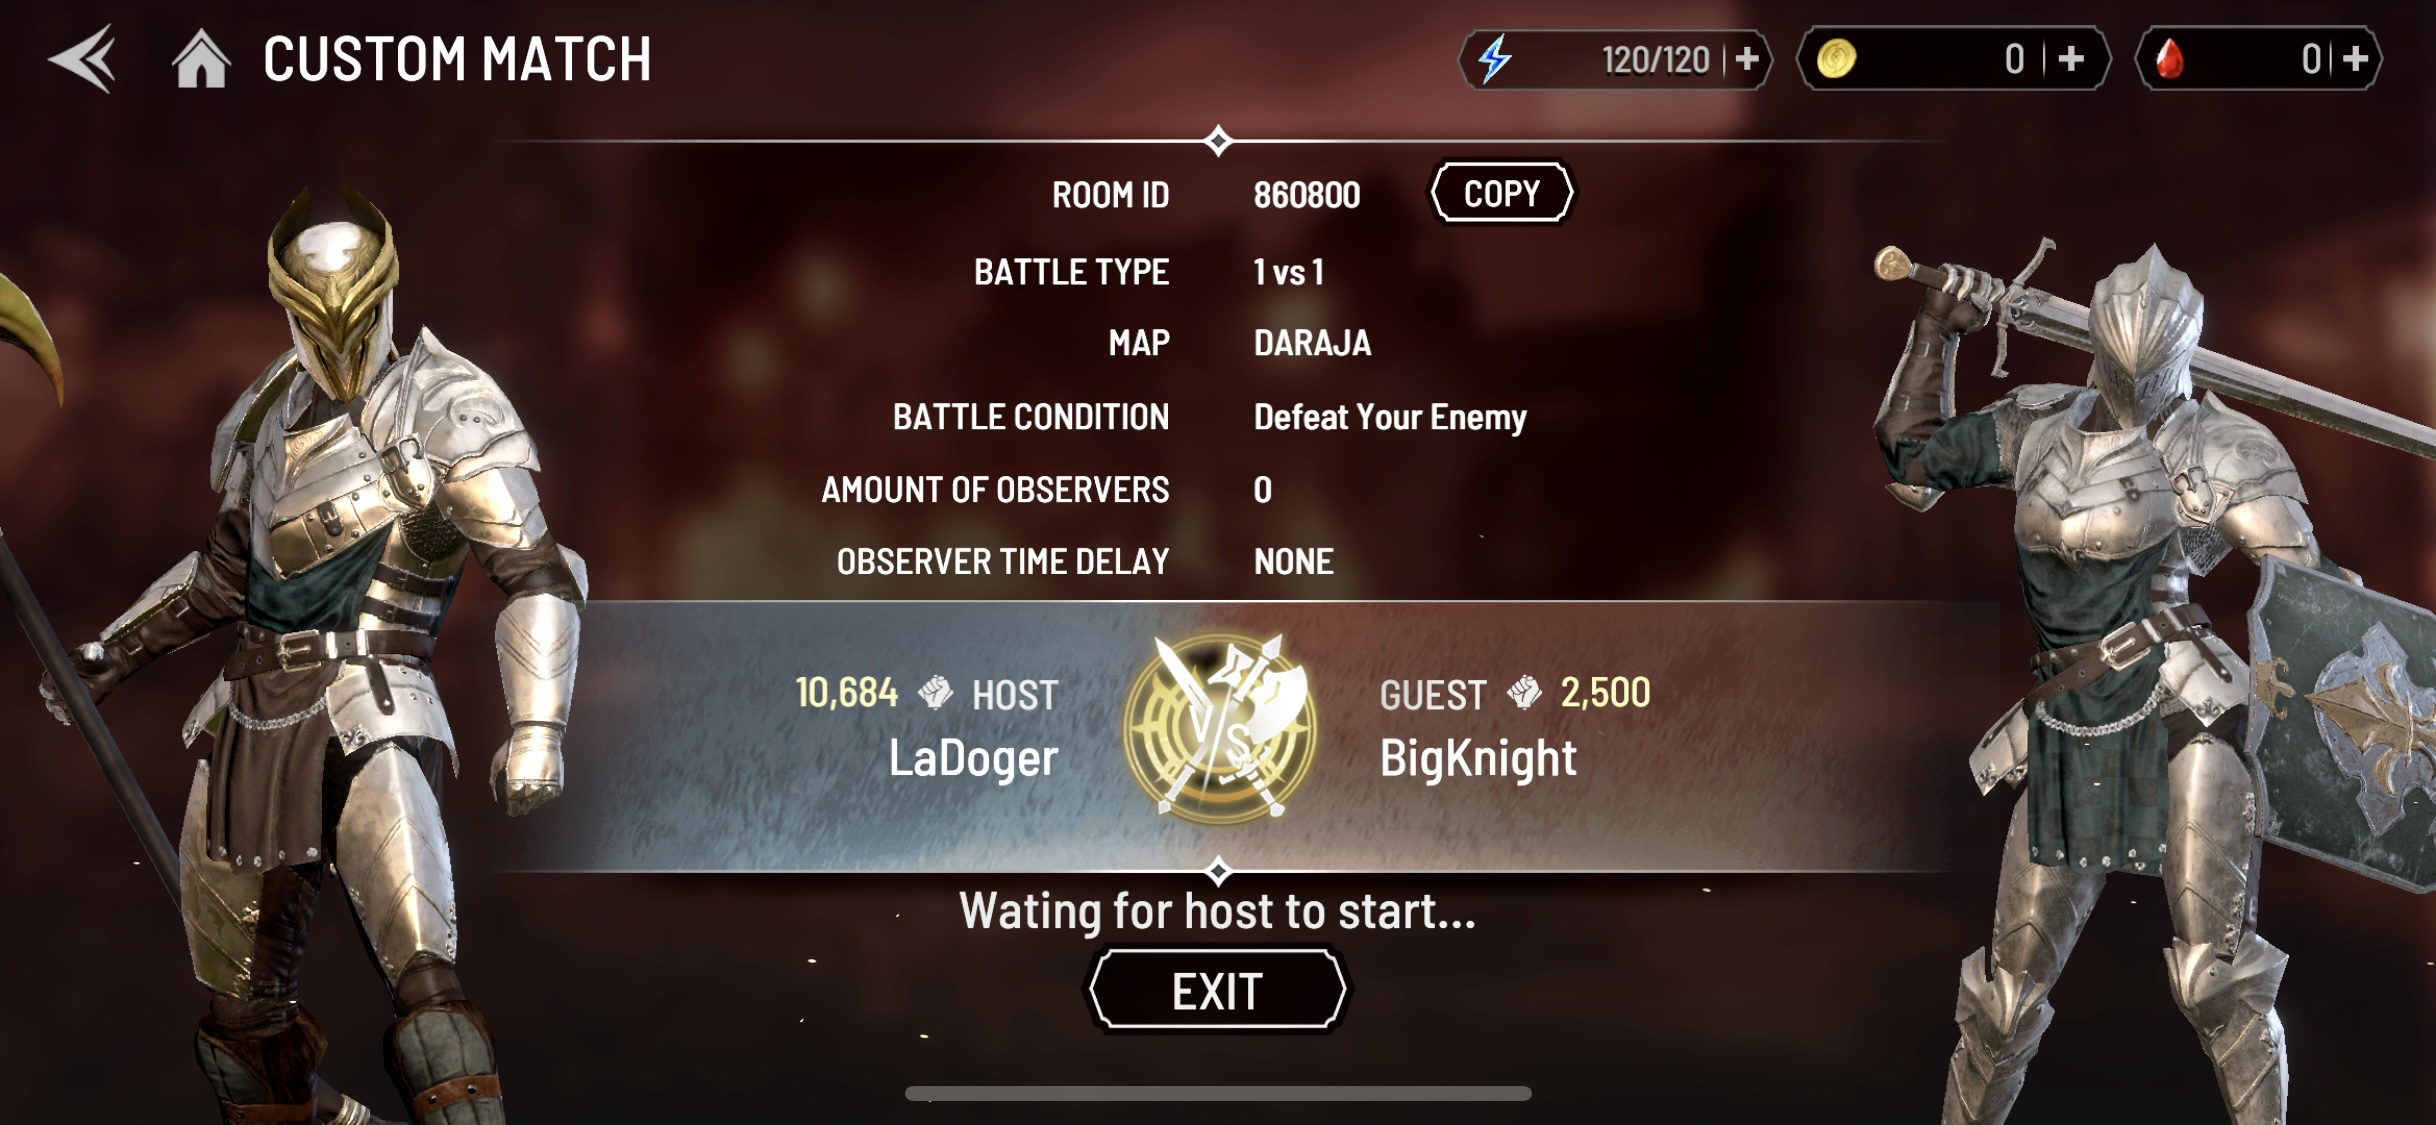 CUSTOM MATCH
120/120 | +
0 | +
0 | +
ROOM ID 860800 COPY
BATTLE TYPE 1 vs 1
MAP DARAJA
BATTLE CONDITION Defeat Your Enemy
AMOUNT OF OBSERVERS 0
OBSERVER TIME DELAY NONE
10,684 HOST
LaDoger
VS
GUEST 2,500
BigKnight
Wating for host to start...
EXIT